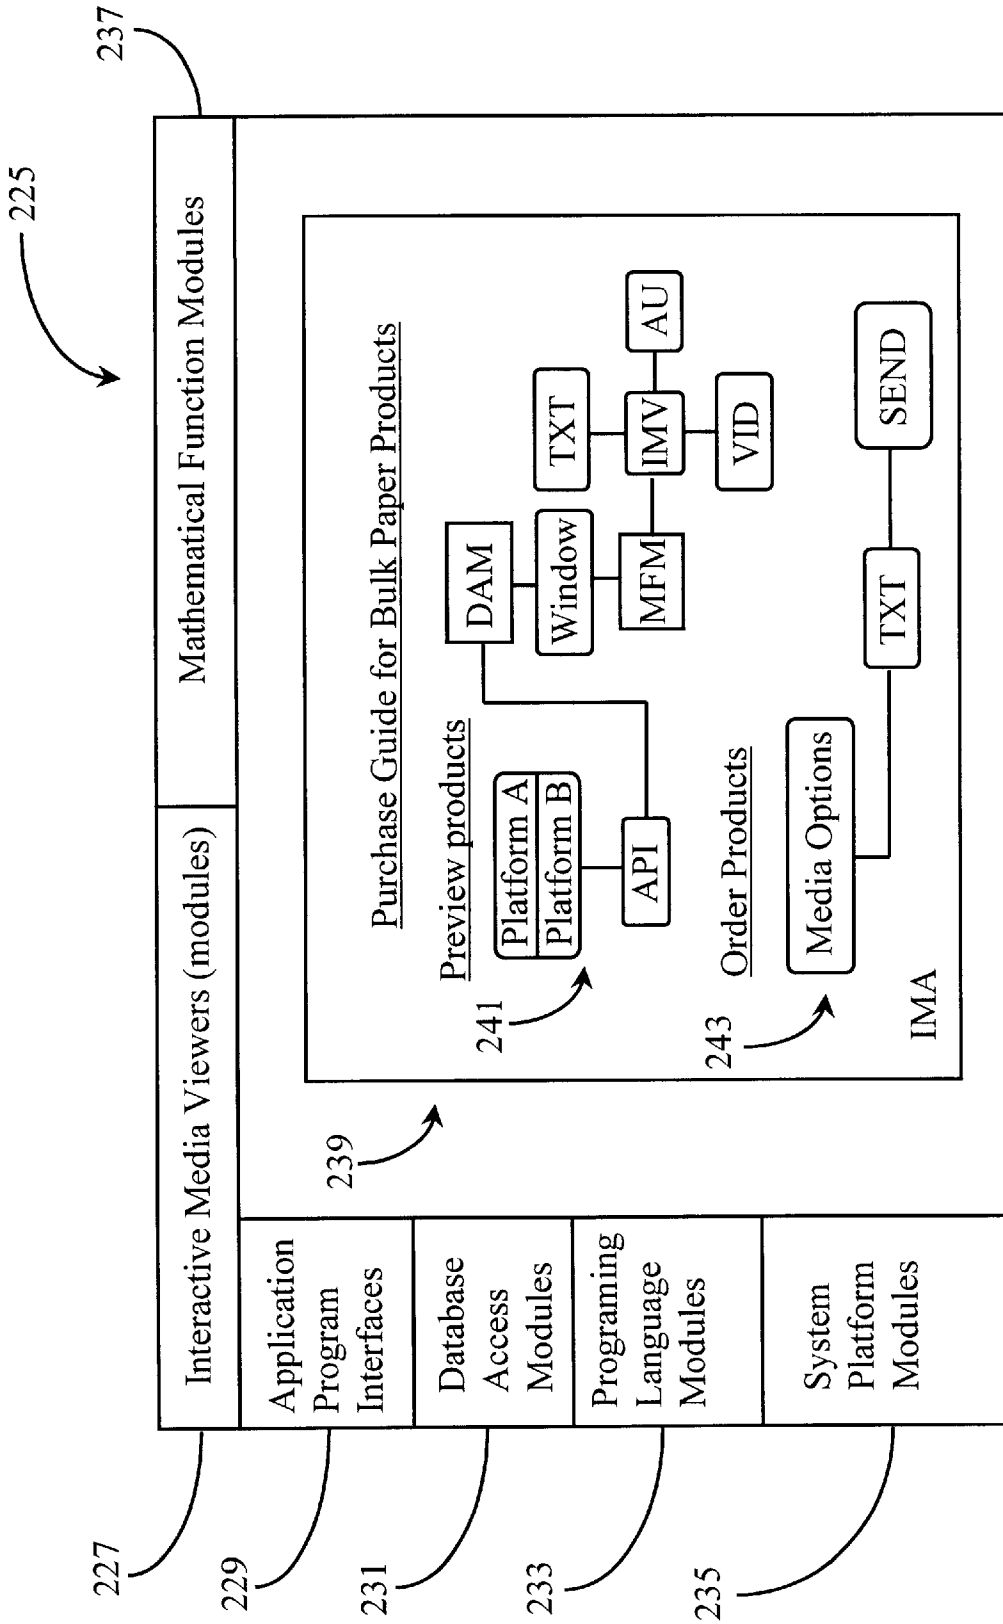 225
237
Interactive Media Viewers (modules)
Mathematical Function Modules
227
229
Application
Program
Interfaces
231
Database
Access
Modules
233
Programing
Language
Modules
235
System
Platform
Modules
239
Purchase Guide for Bulk Paper Products
Preview products
241
Platform A
Platform B
API
DAM
Window
MFM
TXT
IMV
AU
VID
Order Products
243
Media Options
TXT
SEND
IMA